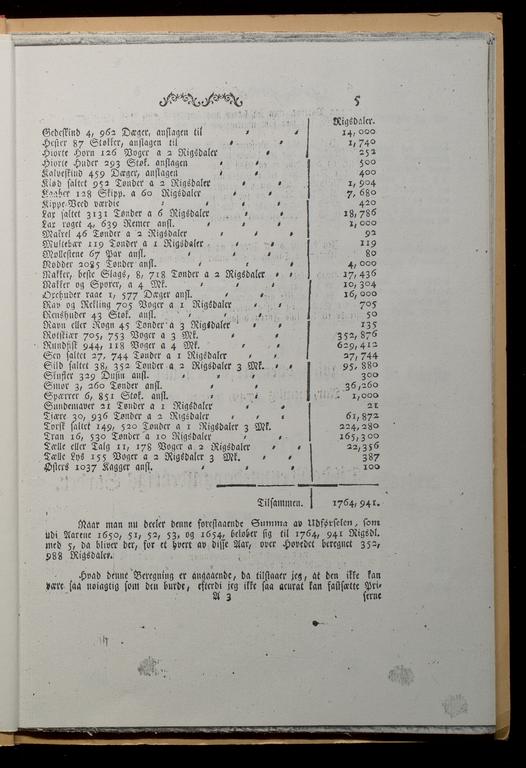 5
Rigsdaler.
Gedeskind 4, 962 Dæger, anslagen til 14, 000
Hester 87 Støkker, anslagen til 1, 740
Hiorte Horn 126 Voger a 2 Rigsdaler 252
Hiorte Huder 293 Støk. anslagen 500
Kalveskind 459 Dæger, anslagen 400
Kiød saltet 952 Tønder a 2 Rigsdaler 1, 904
128 Skipp. a 60 Rigsdaler 7, 680
Kippe-Veed værdie 420
Lax saltet 3131 Tønder a 6 Rigsdaler 18, 786
Lax røget 4, 639 Remer ansl. 1, 000
Makrel 46 Tønder a 2 Rigsdaler 92
Multebær 119 Tønder a 1 Rigsdaler 119
Møllestene 67 Par ansl. 80
Nødder 2085 Tønder ansl. 4, 000
Rakker, beste Slags, 8, 718 Tønder a 2 Rigsdaler 17, 436
Rakker og Sporer, a 4 Mk. 10, 304
Oxehuder raae 1, 577 Dæger ansl. 16, 000
Rav og Rekling 705 Voger a 1 Rigsdaler 705
Renshuder 43 Støk. ansl. 50
Ravn eller Rogn 45 Tønder a 3 Rigsdaler 135
Rotskiær 705, 753 Voger a 3 Mk. 352, 876
Rundfisk 944, 118 Voger a 4 Mk. 629, 412
Sey saltet 27, 744 Tønder a 1 Rigsdaler 27, 744
Sild saltet 38, 352 Tønder a 2 Rigsdaler 3 Mk. 95, 880
329 Dusin ansl. 300
Smør 3, 260 Tønder ansl. 36,260
Sparrer 6, 851 Støk. ansl. 1,000
Sundemaver 21 Tønder a 1 Rigsdaler 21
Tiære 30, 936 Tønder a 2 Rigsdaler 61,872
Torsk saltet 149, 520 Tønder a 1 Rigsdaler 3 Mk. 224,280
Tran 16, 530 Tønder a 10 Rigsdaler 165,300
Tælle eller Talg 11, 178 Voger a 2 Rigsdaler 22,356
Tælle Lys 155 Voger a 2 Rigsdaler 3 Mk. 387
Østers 1037 Kagger ansl. 100
Tilsammen. 1764, 941.
Naar man nu deeler denne forestaaende Summa av Udførselen, som
udi Aarene 1650, 51, 52, 53, og 1654, beløber sig til 1764, 941 Rigsdl.
med 5, da bliver der, for et hvert av disse Aar, over Hovedet beregnet 352,
988 Rigsdaler.
Hvad denne Beregning er angaaende, da tilstaaer jeg, at den ikke kan
være saa nøiagtig som den burde, efterdi jeg ikke saa acurat kan fastsætte Pri-
A 3 serne